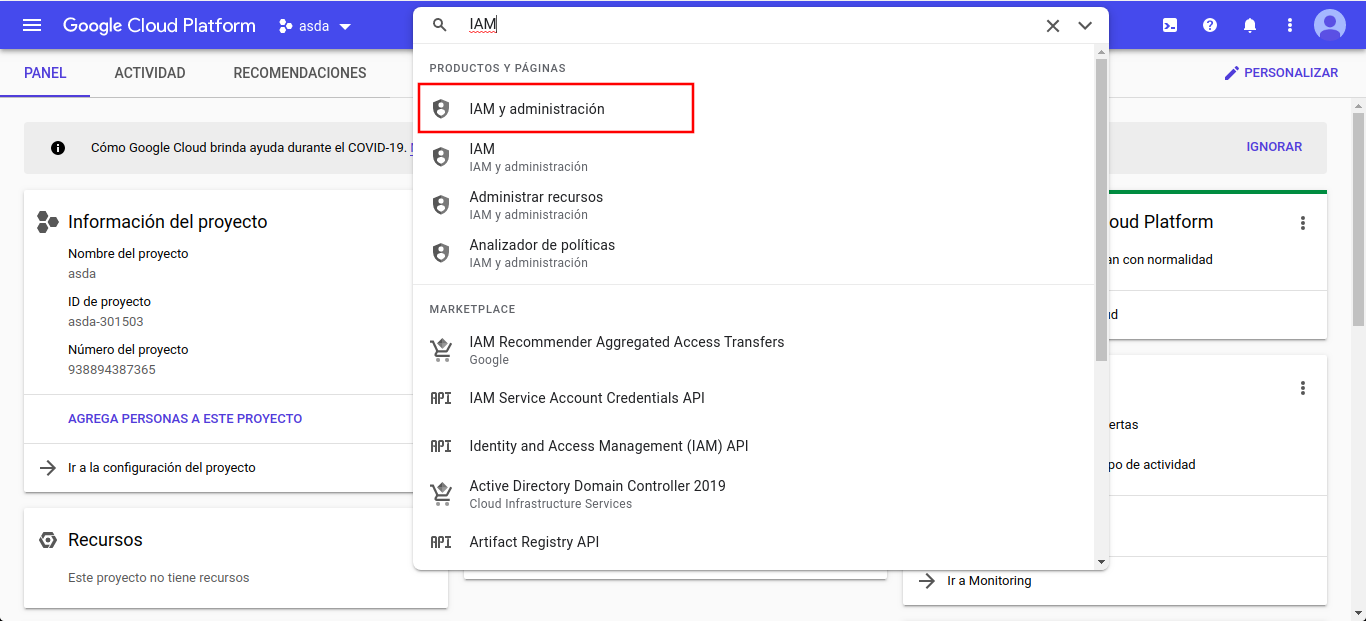 Google Cloud Platform
asda
IAM
PANEL
ACTIVIDAD
RECOMENDACIONES
PERSONALIZAR
Cómo Google Cloud brinda ayuda durante el COVID-19.
IGNORAR
Información del proyecto
Nombre del proyecto
asda
ID de proyecto
asda-301503
Número del proyecto
938894387365
AGREGA PERSONAS A ESTE PROYECTO
Ir a la configuración del proyecto
Recursos
Este proyecto no tiene recursos
PRODUCTOS Y PÁGINAS
IAM y administración
IAM
IAM y administración
Administrar recursos
IAM y administración
Analizador de políticas
IAM y administración
MARKETPLACE
IAM Recommender Aggregated Access Transfers
Google
API IAM Service Account Credentials API
API Identity and Access Management (IAM) API
Active Directory Domain Controller 2019
Cloud Infrastructure Services
API Artifact Registry API
oud Platform
an con normalidad
ud
ertas
po de actividad
Ir a Monitoring